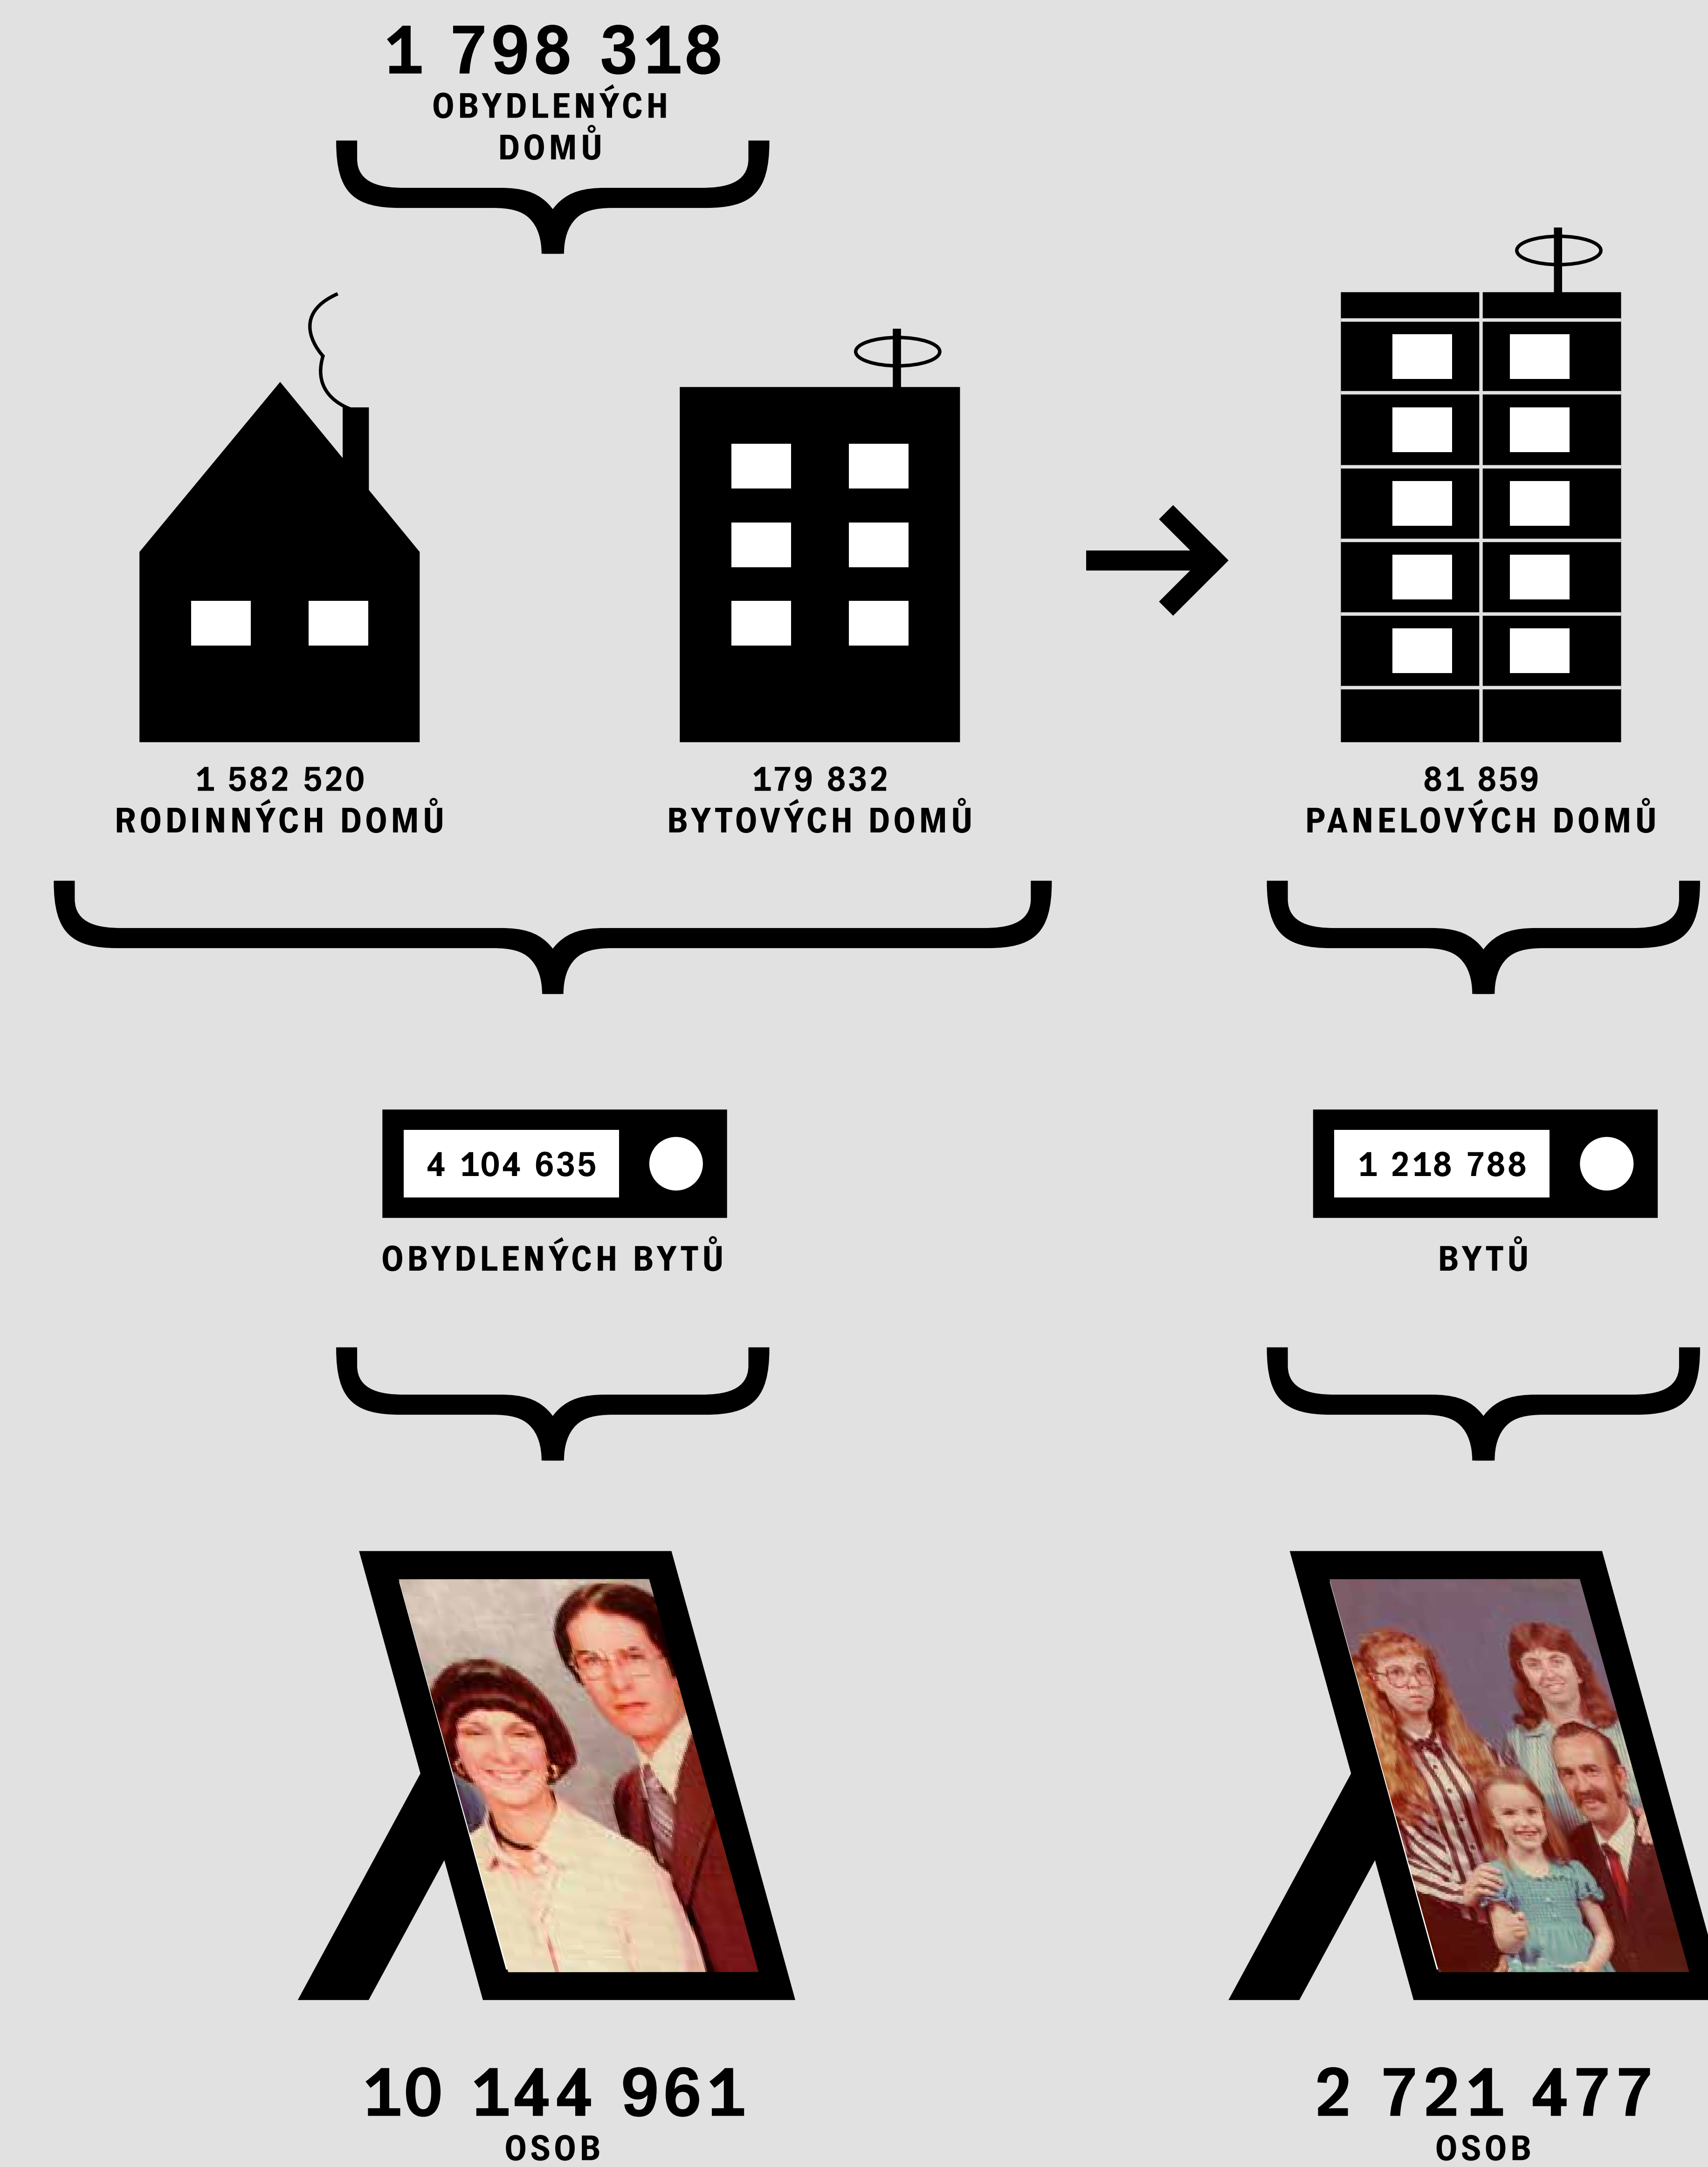 1 798 318
OBYDLENÝCH
DOMŮ
1 582 520
RODINNÝCH DOMŮ
179 832
BYTOVÝCH DOMŮ
81 859
PANELOVÝCH DOMŮ
4 104 635
OBYDLENÝCH BYTŮ
1 218 788
BYTŮ
10 144 961
OSOB
2 721 477
OSOB